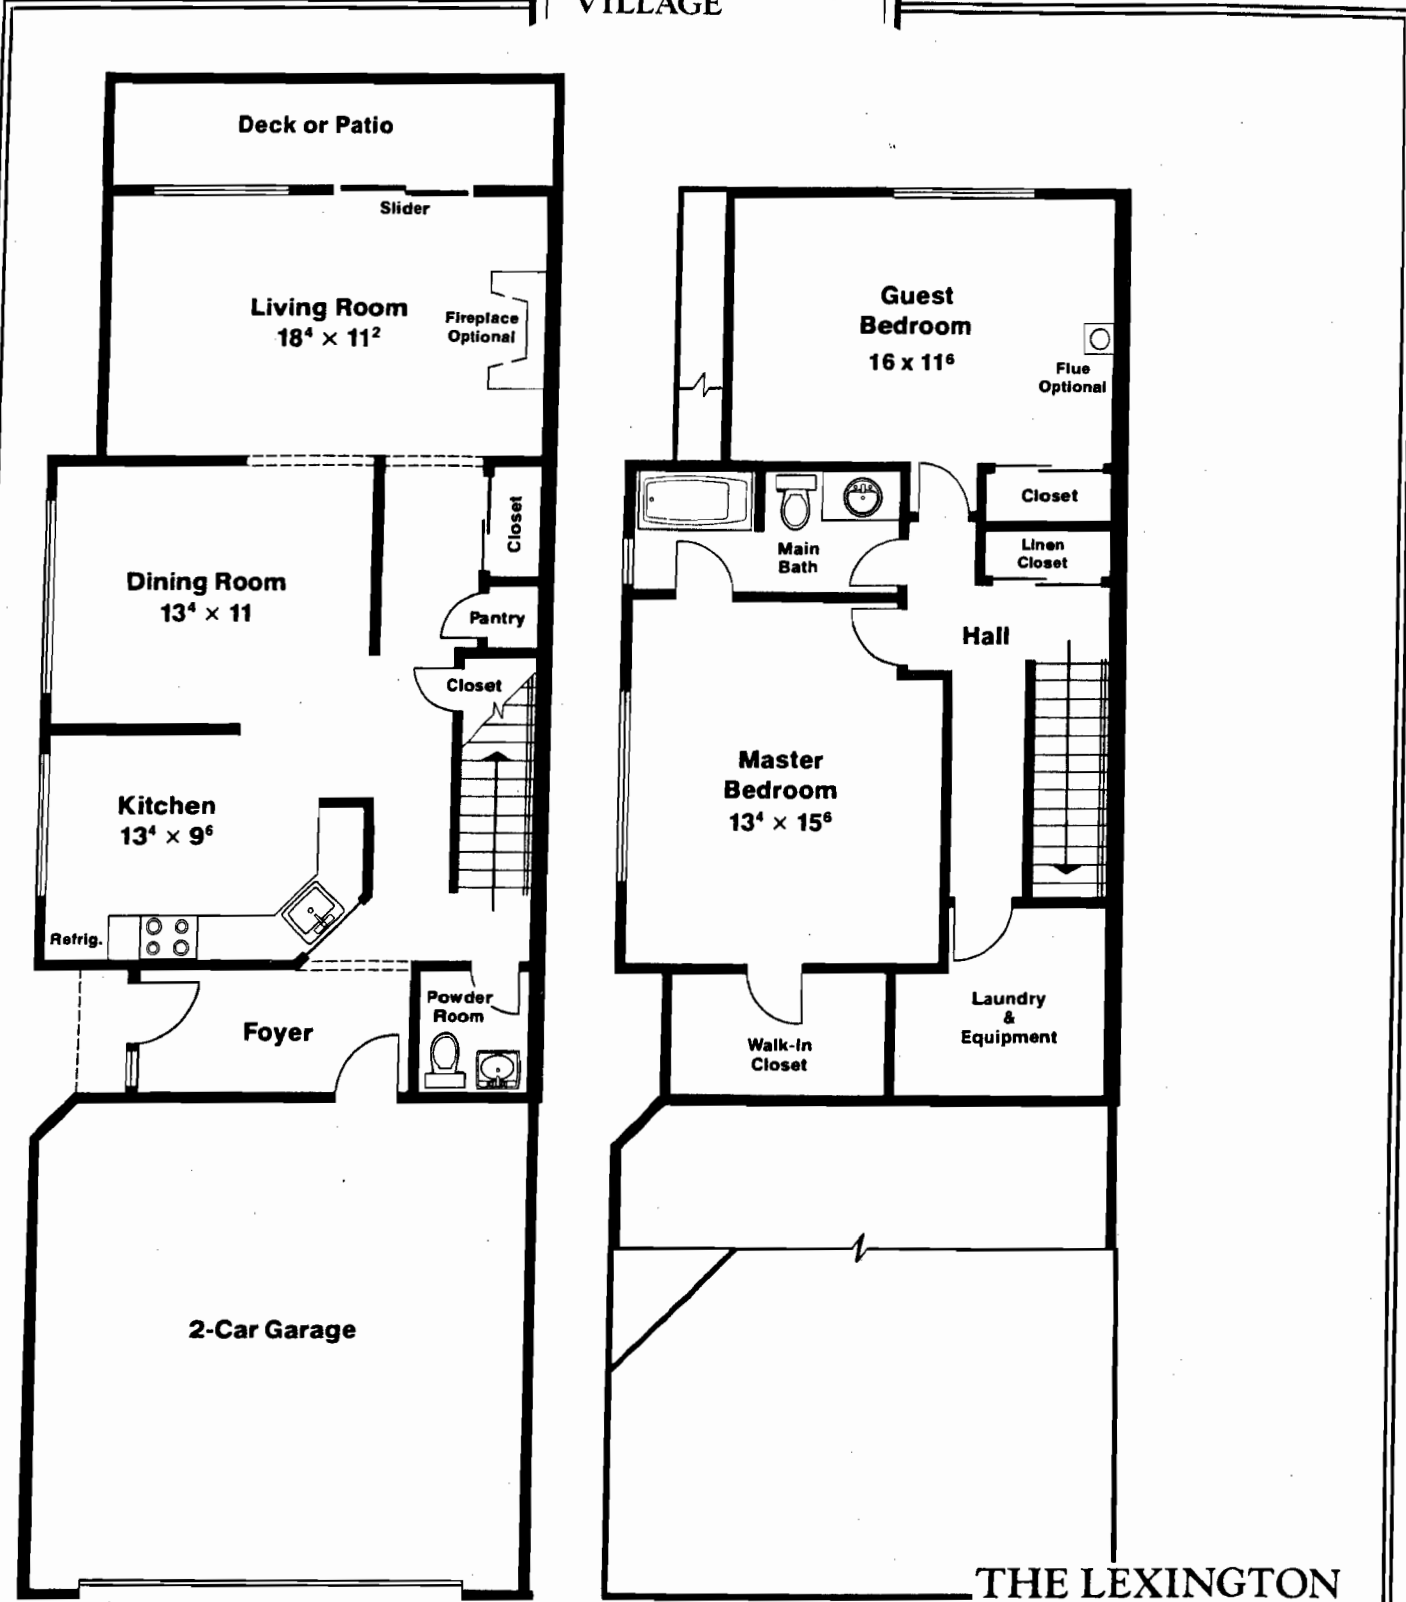 VILLAGE
Deck or Patio
Slider
Living Room
18⁴ × 11²
Fireplace
Optional
Dining Room
13⁴ × 11
Closet
Pantry
Closet
Kitchen
13⁴ × 9⁶
Refrig.
Foyer
Powder
Room
2-Car Garage
Guest
Bedroom
16 x 11⁶
Flue
Optional
Closet
Linen
Closet
Main
Bath
Hall
Master
Bedroom
13⁴ × 15⁶
Walk-In
Closet
Laundry
&
Equipment
THE LEXINGTON